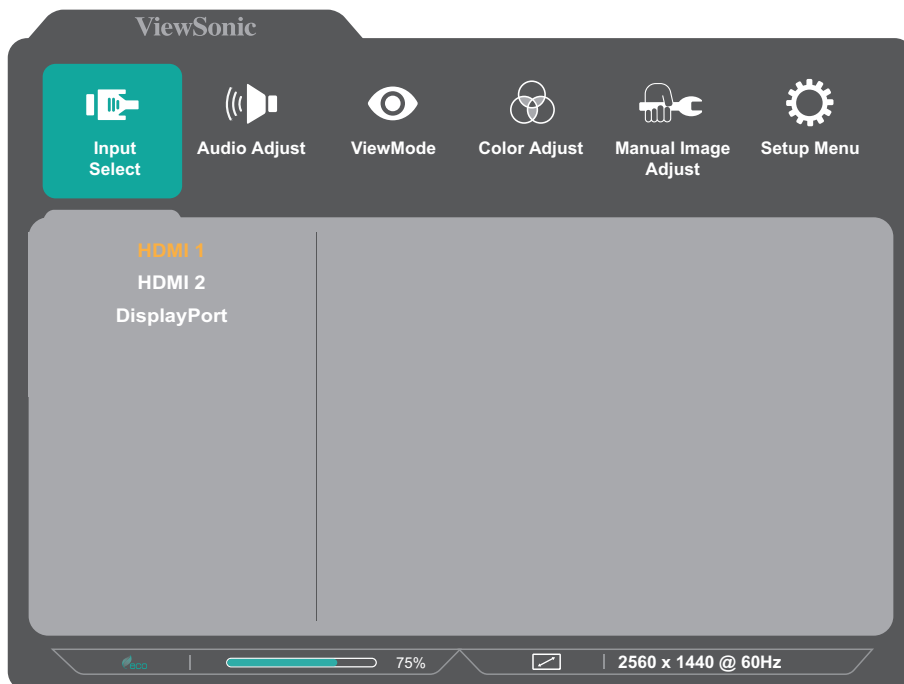 ViewSonic
Input
Select
Audio Adjust
ViewMode
Color Adjust
Manual Image
Adjust
Setup Menu
HDMI 1
HDMI 2
DisplayPort
eco
75%
2560 x 1440 @ 60Hz